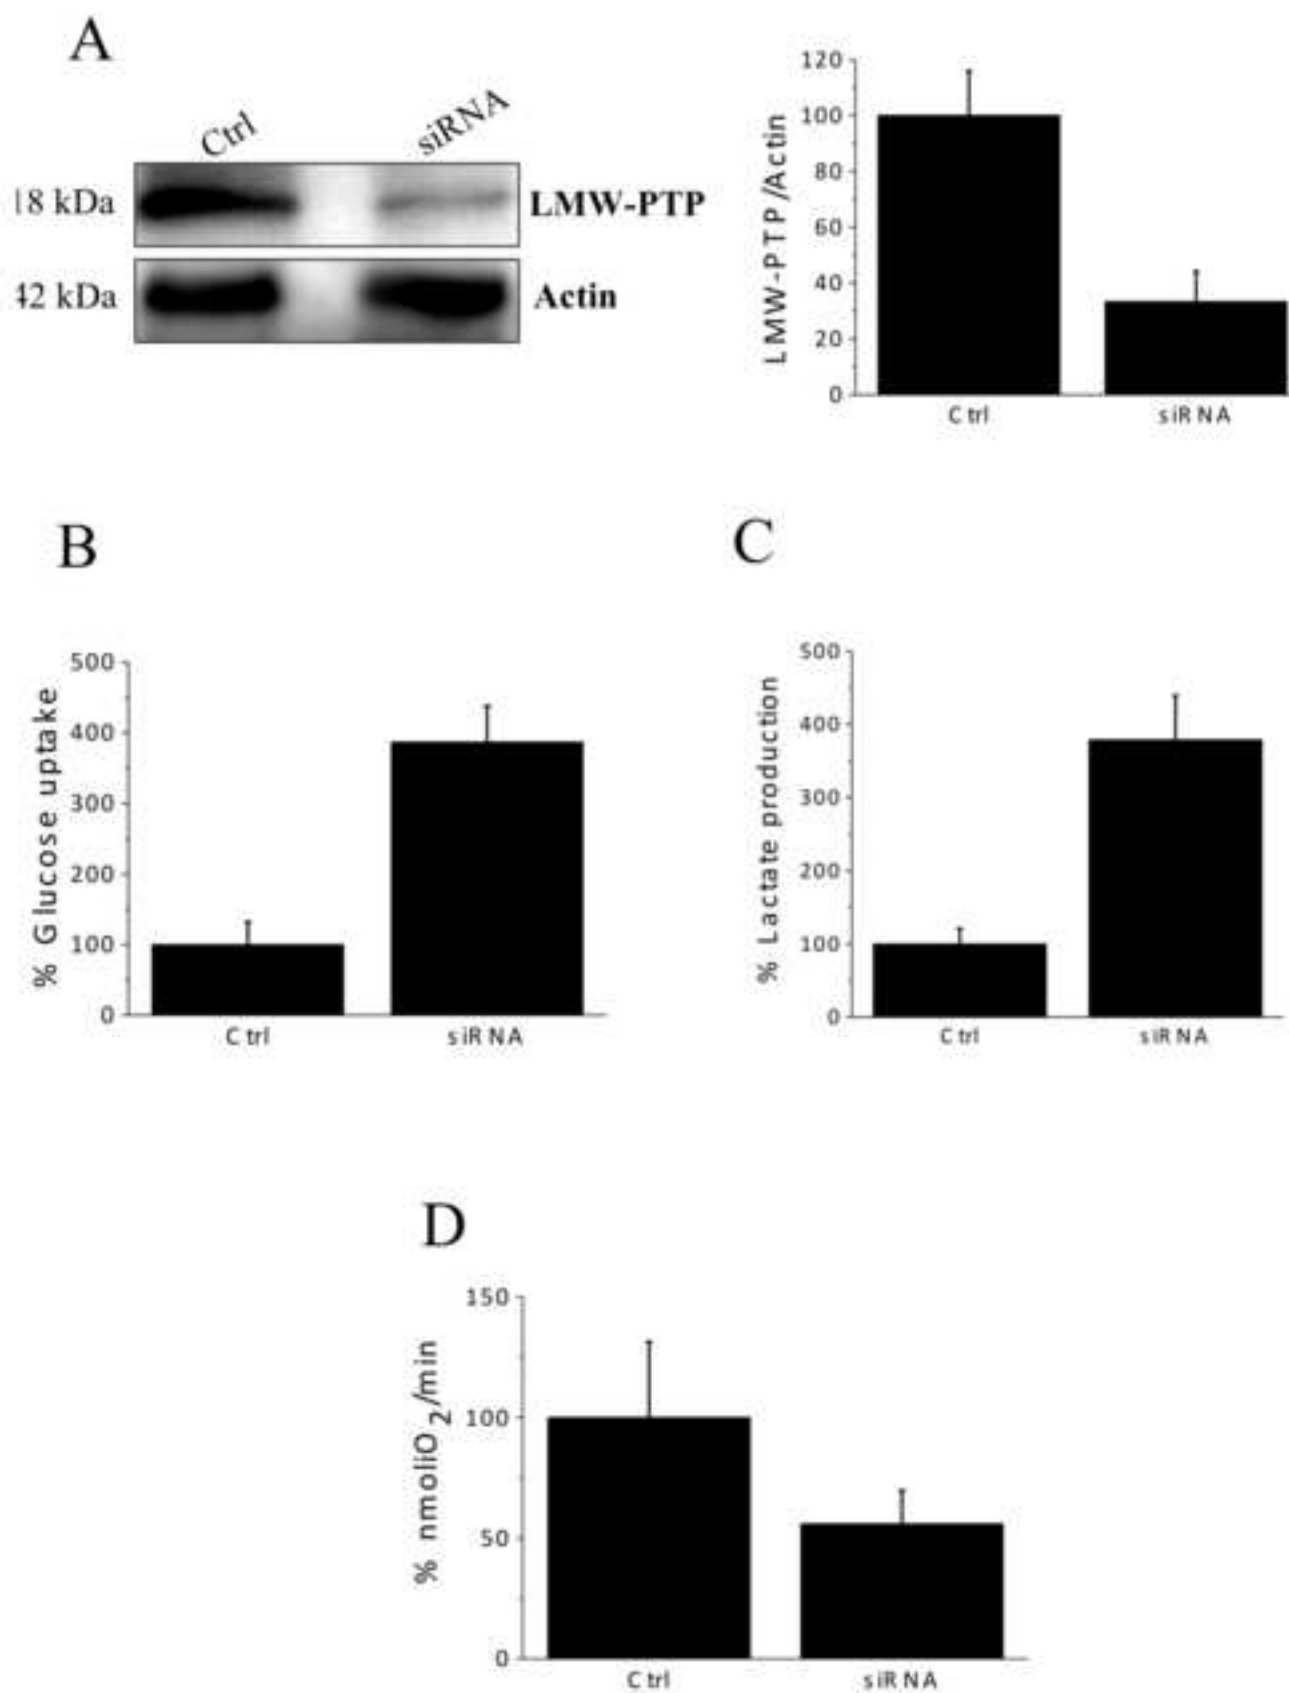 A
Ctrl siRNA
18 kDa LMW-PTP
42 kDa Actin
LMW-PTP/Actin
120
100
80
60
40
20
0
Ctrl siRNA
B
% Glucose uptake
500
400
300
200
100
0
Ctrl siRNA
C
% Lactate production
500
400
300
200
100
0
Ctrl siRNA
D
% nmoliO2/min
150
100
50
0
Ctrl siRNA